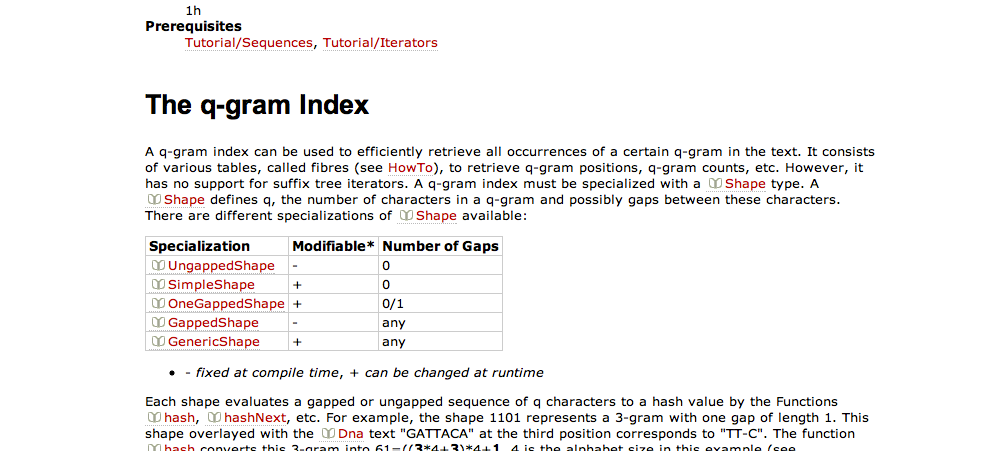 1h
Prerequisites
Tutorial/Sequences, Tutorial/Iterators
The q-gram Index
A q-gram index can be used to efficiently retrieve all occurrences of a certain q-gram in the text. It consists
of various tables, called fibres (see HowTo), to retrieve q-gram positions, q-gram counts, etc. However, it
has no support for suffix tree iterators. A q-gram index must be specialized with a Shape type. A
Shape defines q, the number of characters in a q-gram and possibly gaps between these characters.
There are different specializations of Shape available:
Specialization Modifiable* Number of Gaps
UngappedShape - 0
SimpleShape + 0
OneGappedShape + 0/1
GappedShape - any
GenericShape + any
• - fixed at compile time, + can be changed at runtime
Each shape evaluates a gapped or ungapped sequence of q characters to a hash value by the Functions
hash, hashNext, etc. For example, the shape 1101 represents a 3-gram with one gap of length 1. This
shape overlayed with the Dna text "GATTACA" at the third position corresponds to "TT-C". The function
hash converts this 3-gram into 61=((3*4+3)*4+1. 4 is the alphabet size in this example (see